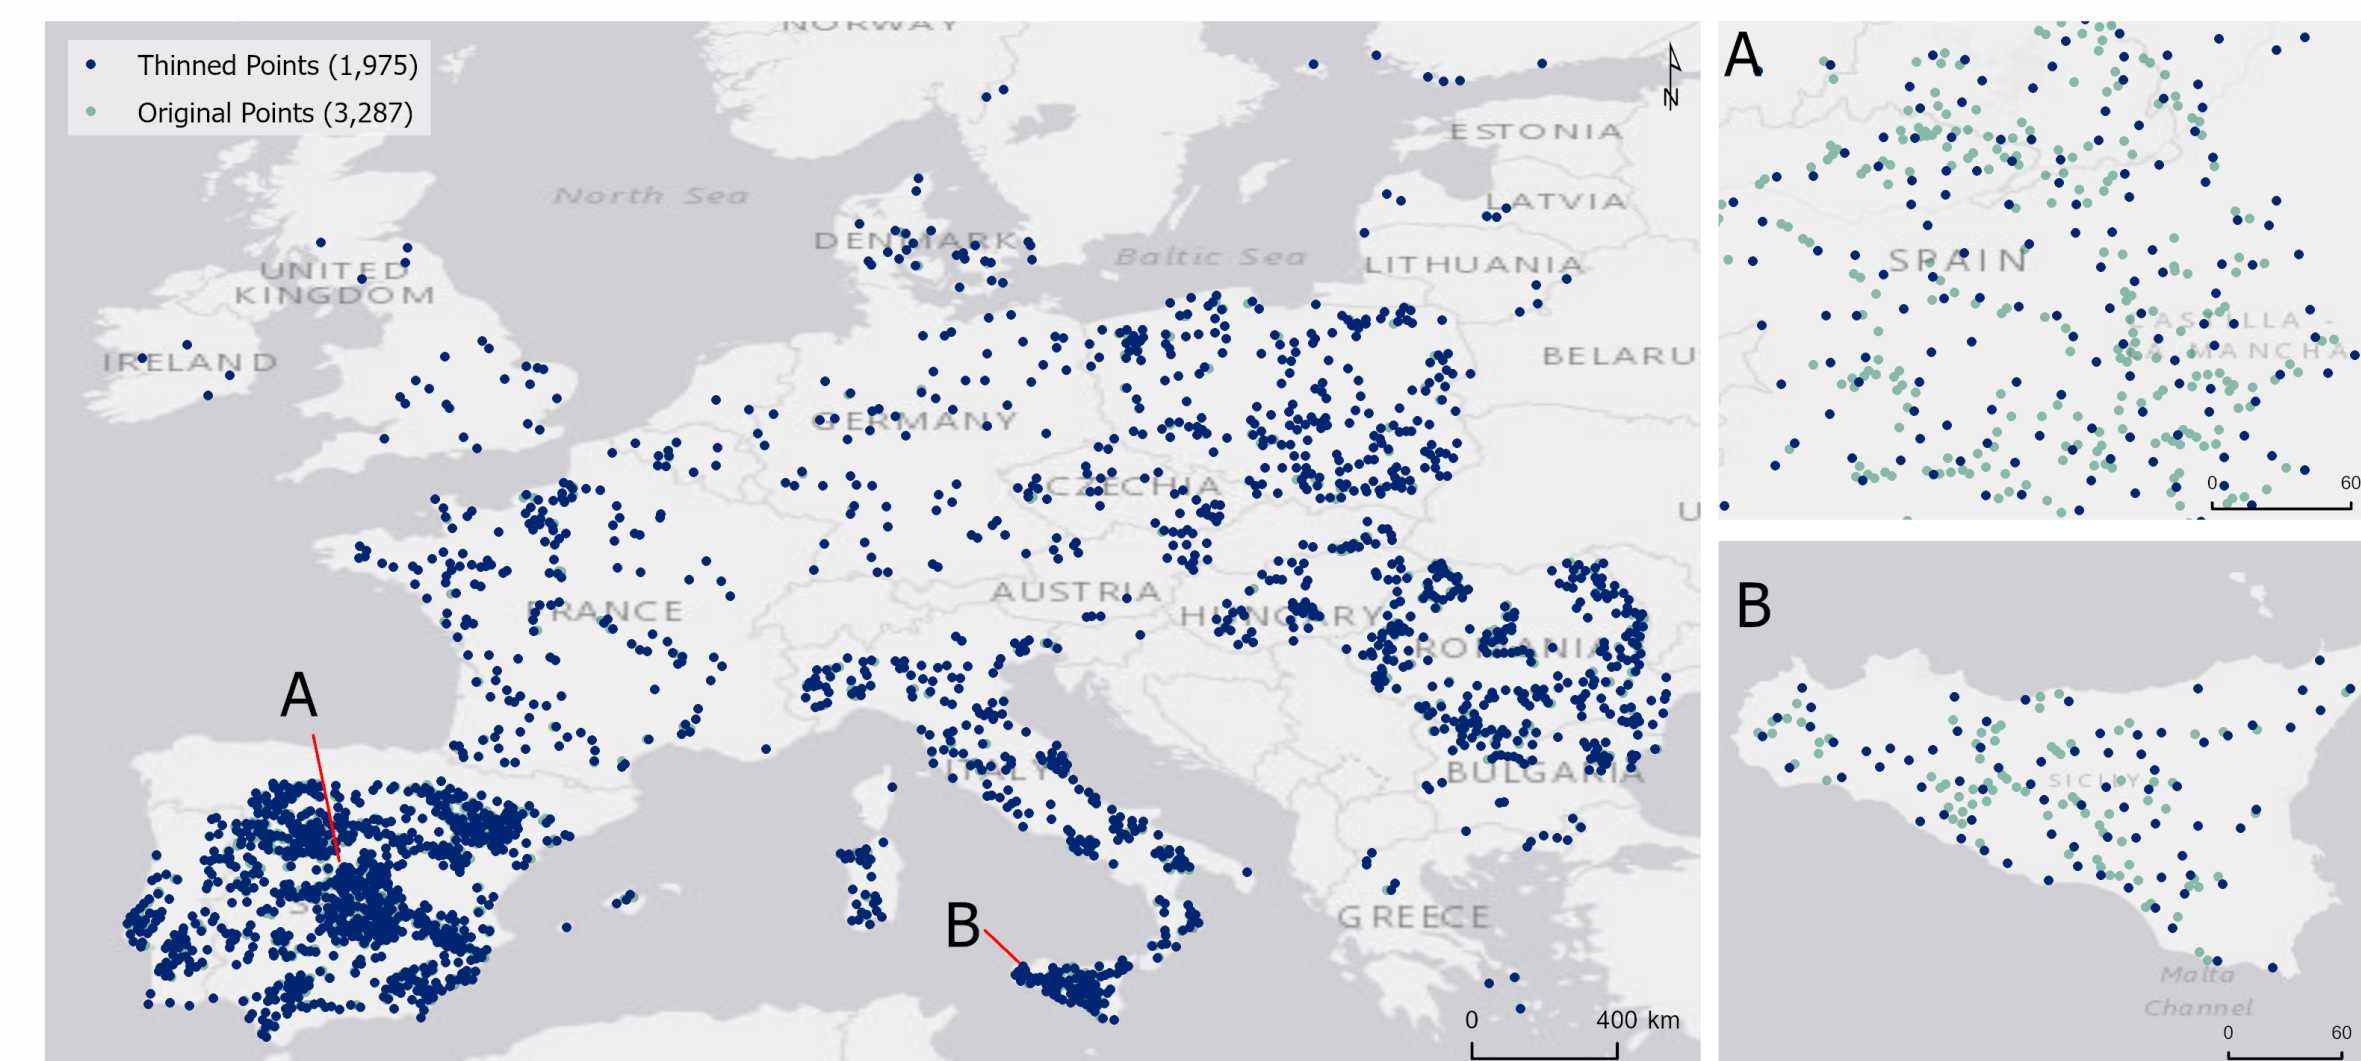 NORWAY
Thinned Points (1,975)
Original Points (3,287)
N
ESTONIA
North Sea
LATVIA
DENMARK
Baltic Sea
LITHUANIA
UNITED
KINGDOM
IRELAND
BELARU
GERMANY
CZECHIA
U
AUSTRIA
FRANCE
HUNGARY
ROMANIA
A
ITALY
BULGARIA
S
B
GREECE
0 400 km
A
SPAIN
CASTILLA -
LA MANCHA
0 60
B
SICILY
Malta
Channel
0 60